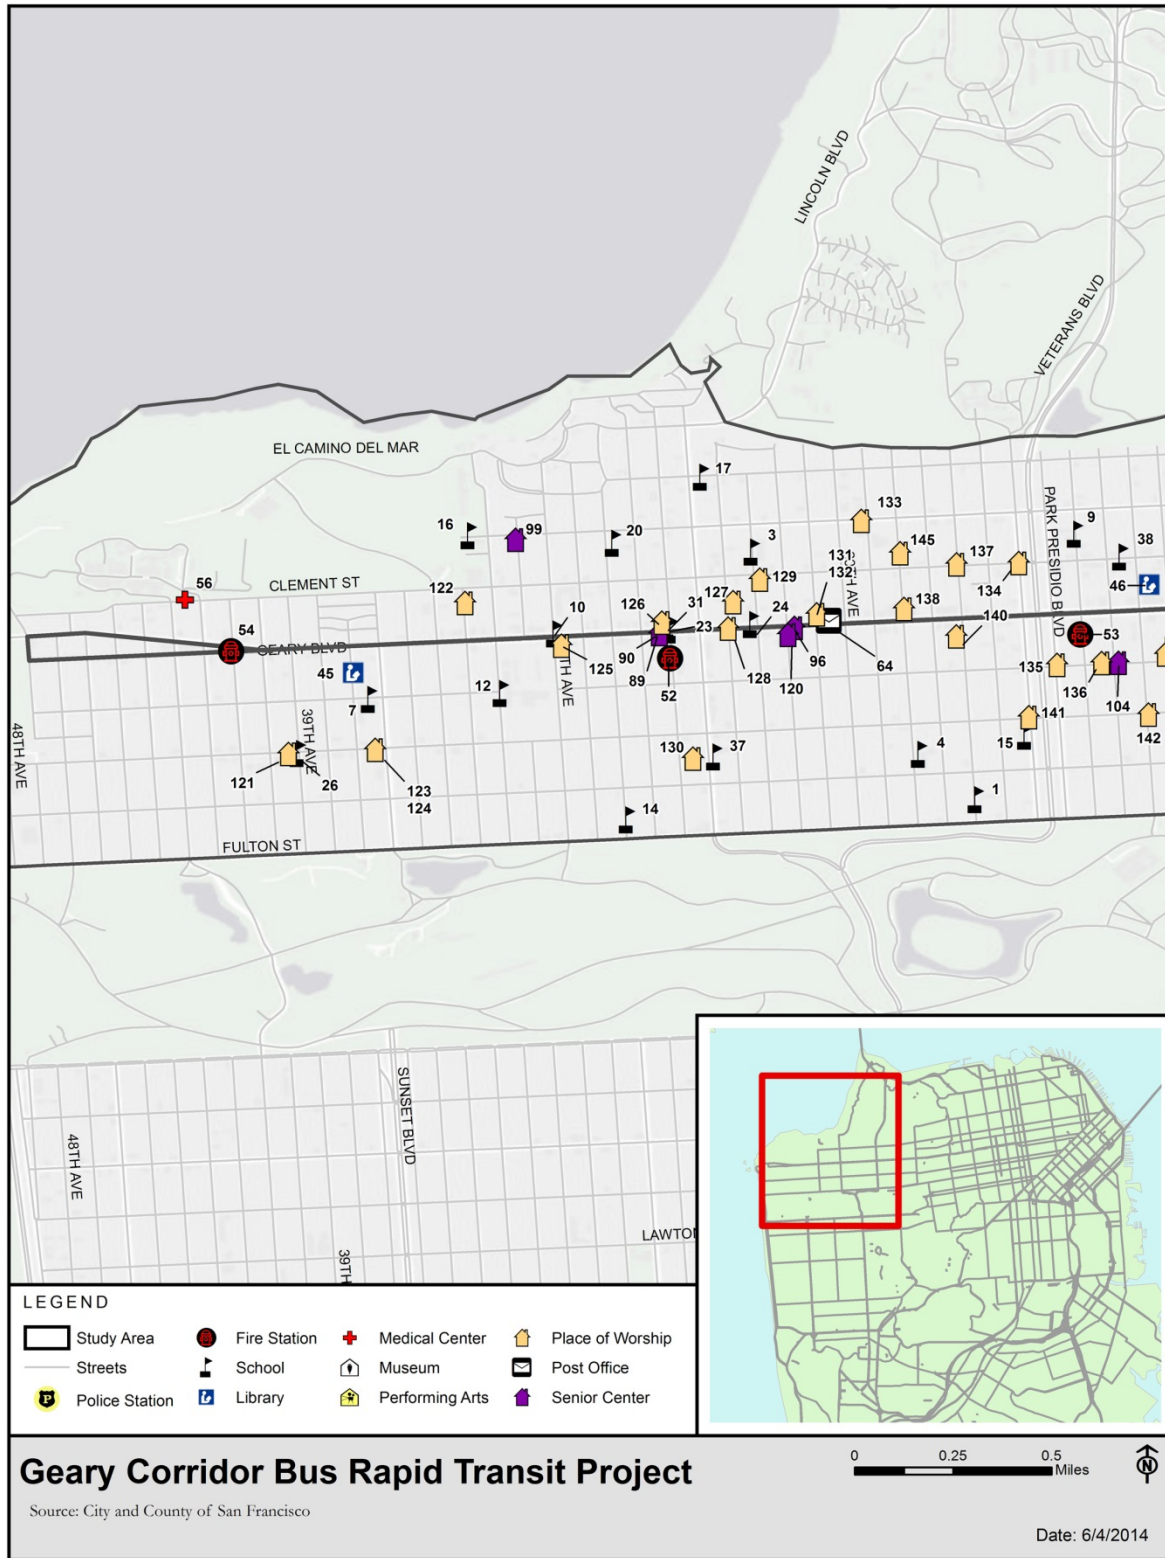 LINCOLN BLVD
VETERANS BLVD
EL CAMINO DEL MAR
17
133
PARK PRESIDIO BLVD
9
16
99
20
3
145
137
38
131
132
134
46
56
CLEMENT ST
122
129
127
10
126
31
24
138
140
54
GEARY BLVD
23
53
45
125
90
89
128
120
96
64
135
52
136
104
12
7
48TH AVE
39TH AVE
141
142
15
121
26
123
124
130
37
4
1
14
FULTON ST
SUNSET BLVD
48TH AVE
LAWTON
39TH
LEGEND
Study Area
Fire Station
Medical Center
Place of Worship
Streets
School
Museum
Post Office
Police Station
Library
Performing Arts
Senior Center
Geary Corridor Bus Rapid Transit Project
0 0.25 0.5
Miles
N
Source: City and County of San Francisco
Date: 6/4/2014